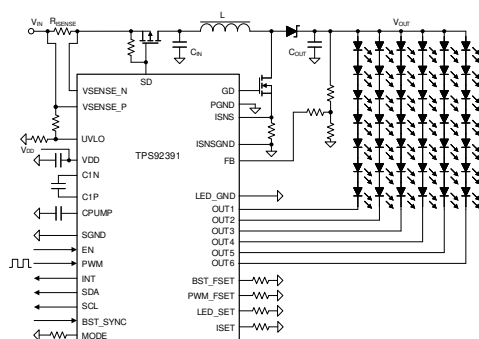 VIN RISENSE L VOUT
CIN COUT
SD
VSENSE_N GD
VSENSE_P PGND
ISNS
TPS92391
UVLO ISNSGND
VDD
VDD FB
C1N
C1P LED_GND
CPUMP OUT1
OUT2
SGND OUT3
EN OUT4
OUT5
PWM OUT6
INT BST_FSET
SDA PWM_FSET
SCL LED_SET
BST_SYNC ISET
MODE